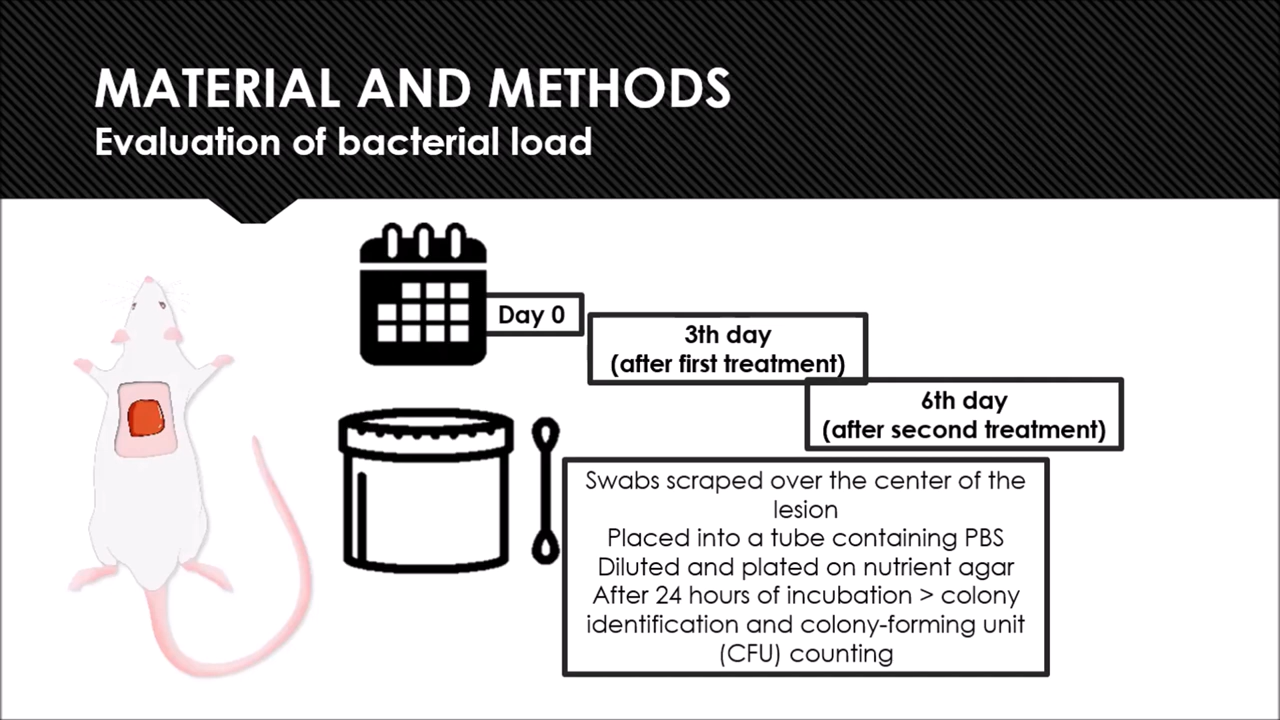 MATERIAL AND METHODS
Evaluation of bacterial load
Day 0
3th day
(after first treatment)
6th day
(after second treatment)
Swabs scraped over the center of the
lesion
Placed into a tube containing PBS
Diluted and plated on nutrient agar
After 24 hours of incubation > colony
identification and colony-forming unit
(CFU) counting